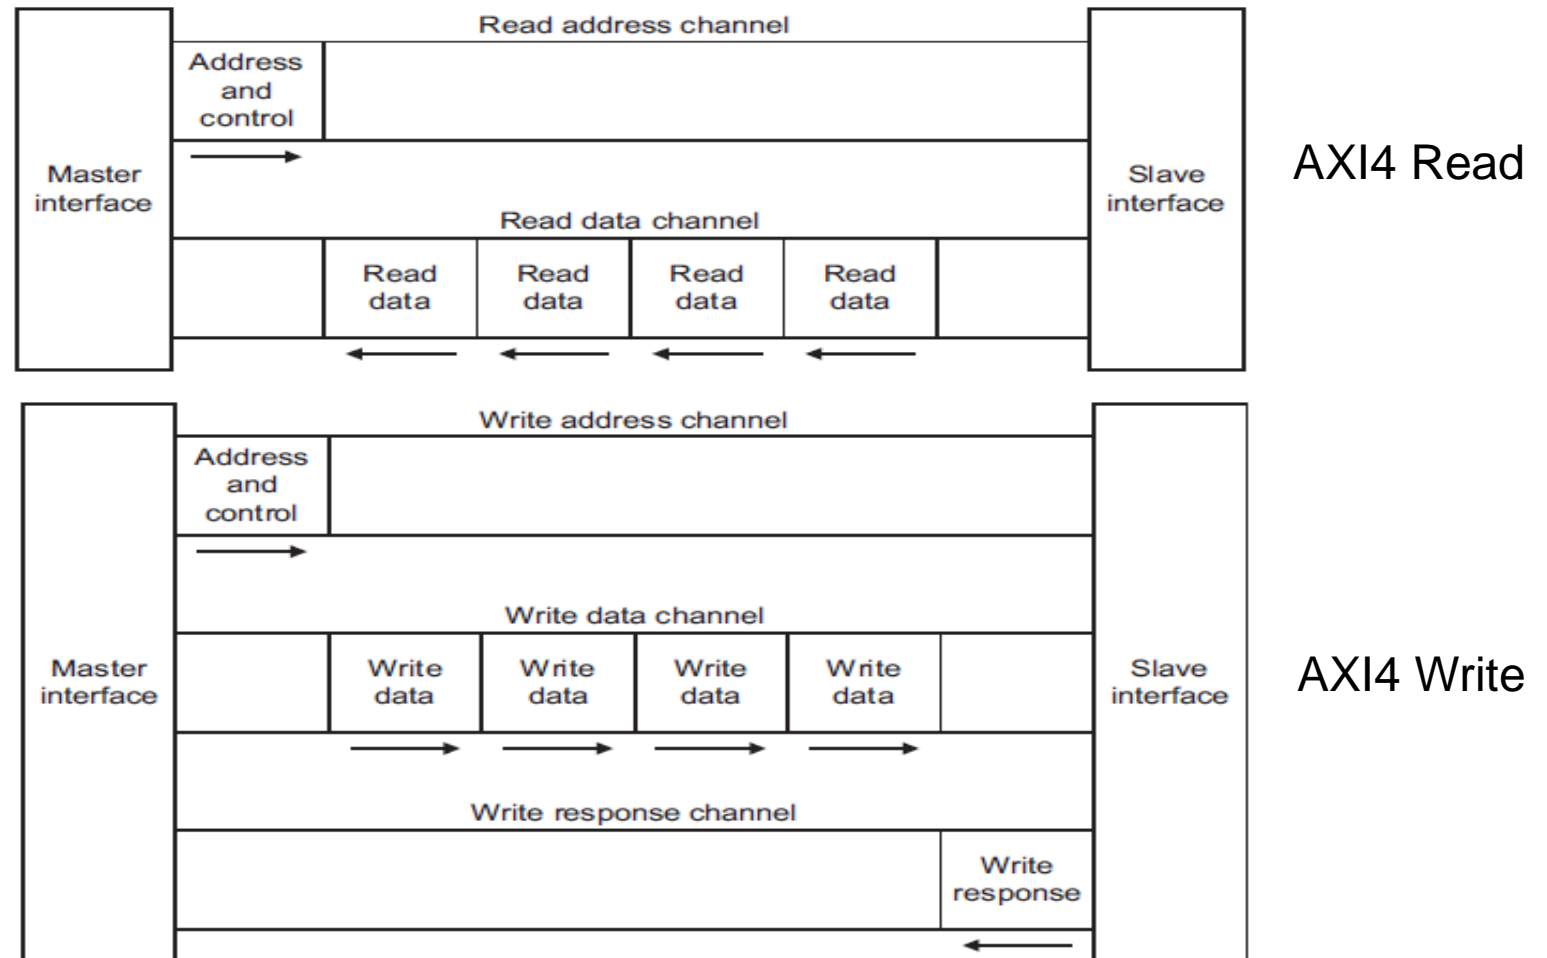 Read address channel
Address
and
control
Master
interface
Slave
interface
AXI4 Read
Read data channel
Read
data
Read
data
Read
data
Read
data
Write address channel
Address
and
control
Write data channel
Master
interface
Write
data
Write
data
Write
data
Write
data
Slave
interface
AXI4 Write
Write response channel
Write
response